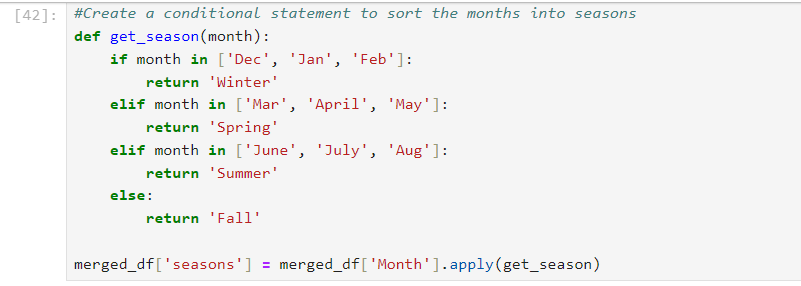 [42]: #Create a conditional statement to sort the months into seasons
def get_season(month):
    if month in ['Dec', 'Jan', 'Feb']:
        return 'Winter'
    elif month in ['Mar', 'April', 'May']:
        return 'Spring'
    elif month in ['June', 'July', 'Aug']:
        return 'Summer'
    else:
        return 'Fall'

merged_df['seasons'] = merged_df['Month'].apply(get_season)